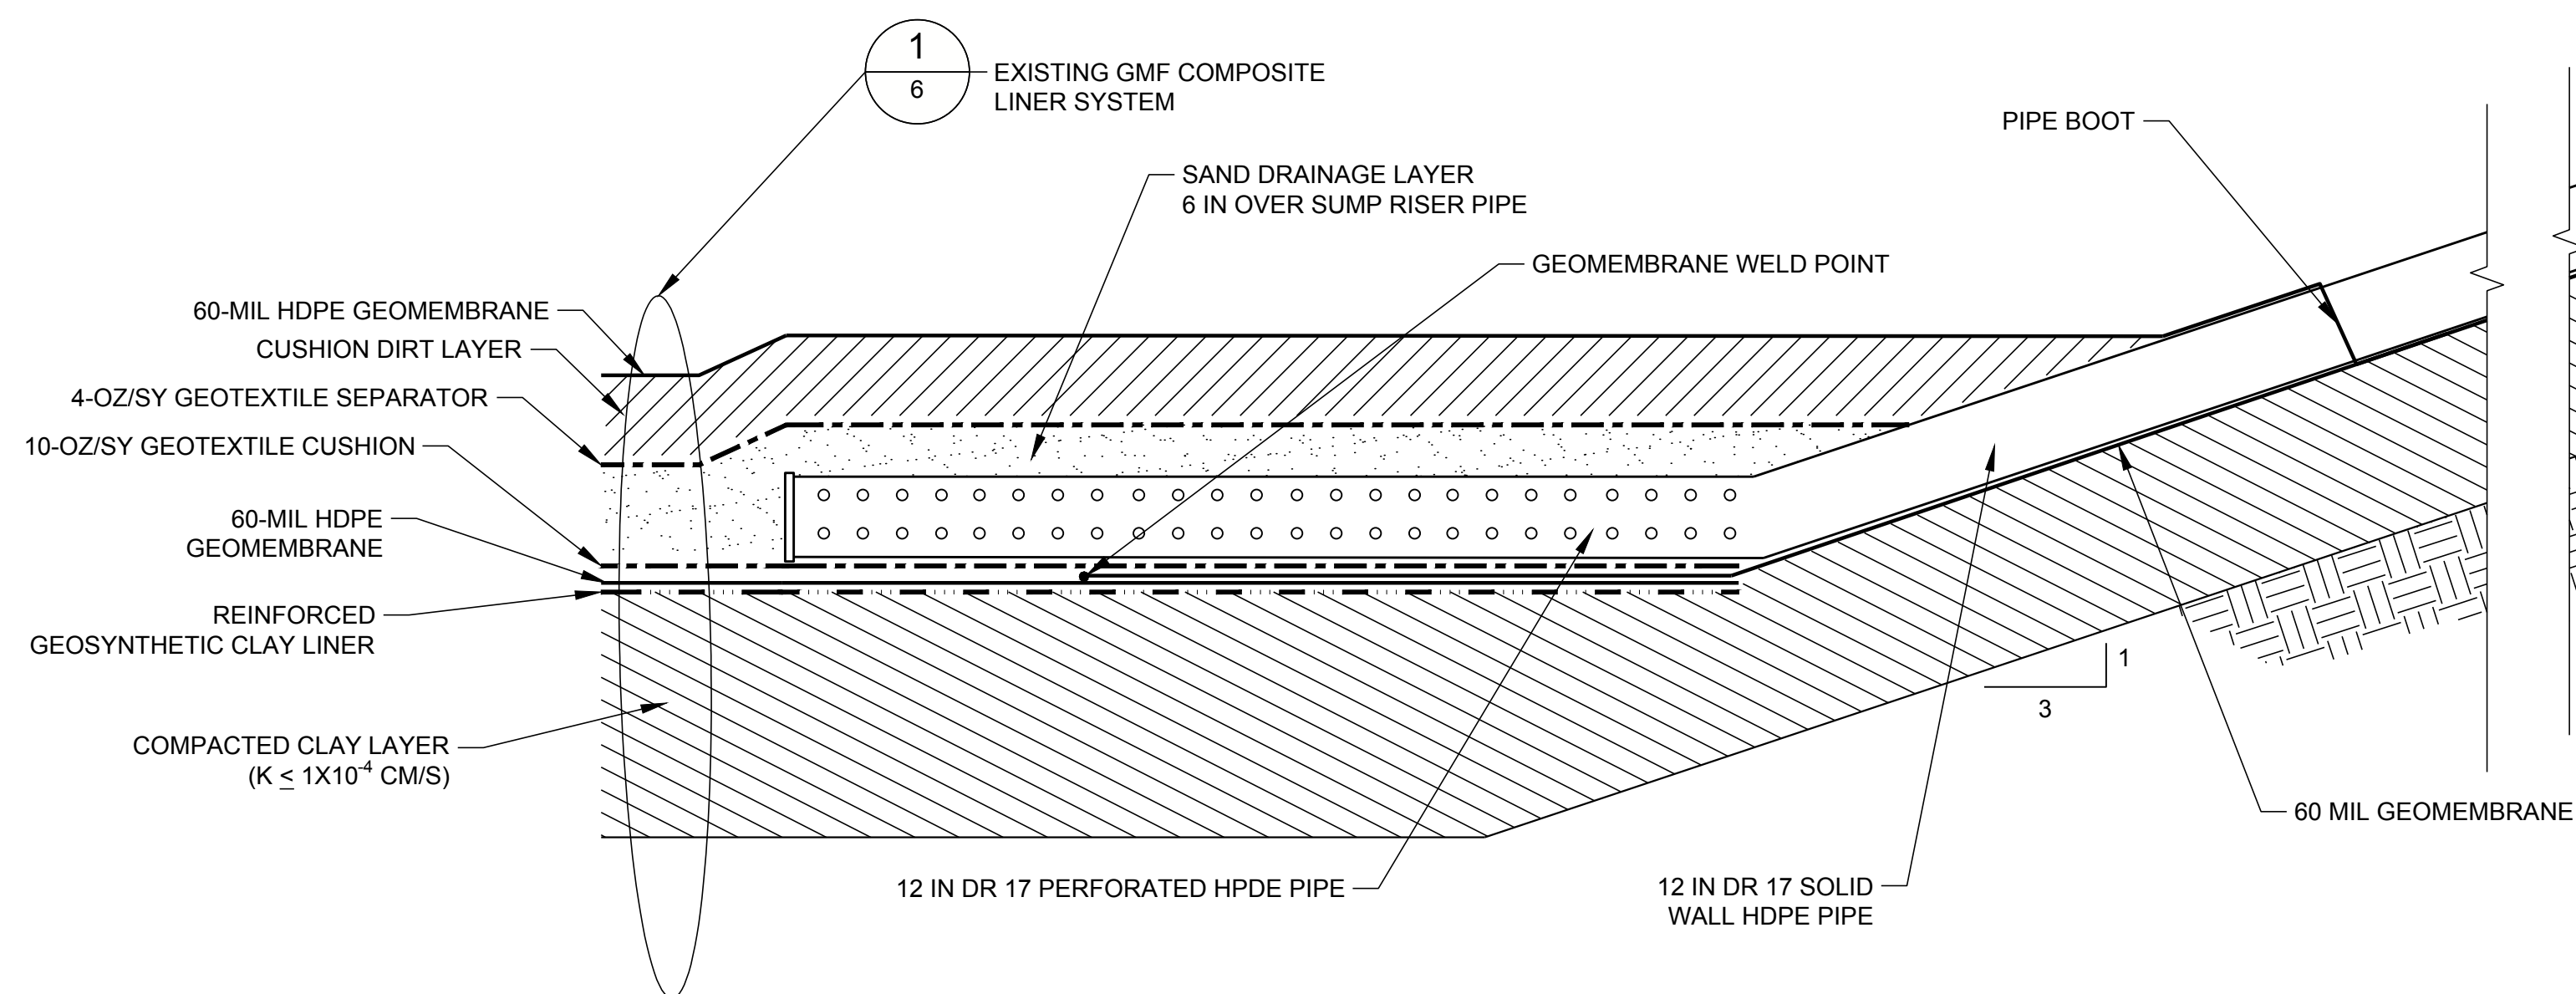 1
6
EXISTING GMF COMPOSITE
LINER SYSTEM
PIPE BOOT
SAND DRAINAGE LAYER
6 IN OVER SUMP RISER PIPE
GEOMEMBRANE WELD POINT
60-MIL HDPE GEOMEMBRANE
CUSHION DIRT LAYER
4-OZ/SY GEOTEXTILE SEPARATOR
10-OZ/SY GEOTEXTILE CUSHION
60-MIL HDPE
GEOMEMBRANE
REINFORCED
GEOSYNTHETIC CLAY LINER
COMPACTED CLAY LAYER
(K ≤ 1X10⁻⁴ CM/S)
1
3
60 MIL GEOMEMBRANE
12 IN DR 17 PERFORATED HPDE PIPE
12 IN DR 17 SOLID
WALL HDPE PIPE